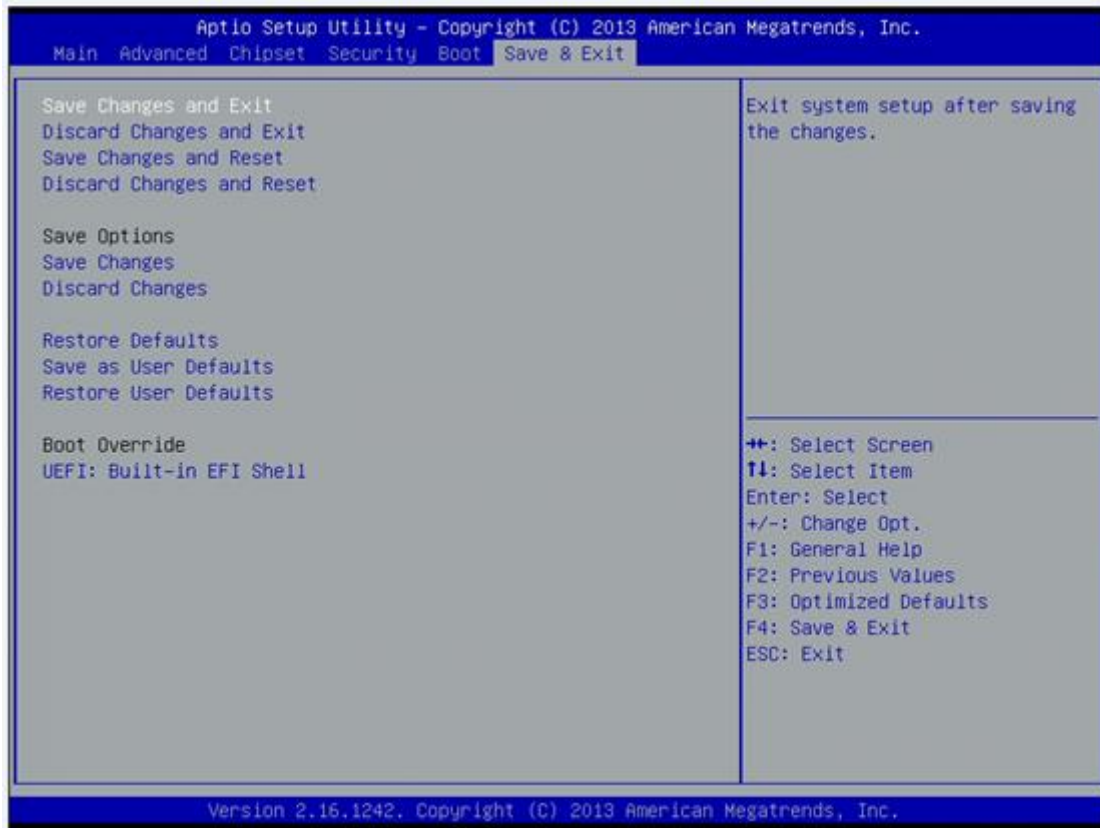 Aptio Setup Utility – Copyright (C) 2013 American Megatrends, Inc.
Main Advanced Chipset Security Boot Save & Exit
Save Changes and Exit
Discard Changes and Exit
Save Changes and Reset
Discard Changes and Reset
Save Options
Save Changes
Discard Changes
Restore Defaults
Save as User Defaults
Restore User Defaults
Boot Override
UEFI: Built-in EFI Shell
Exit system setup after saving
the changes.
→←: Select Screen
↑↓: Select Item
Enter: Select
+/-: Change Opt.
F1: General Help
F2: Previous Values
F3: Optimized Defaults
F4: Save & Exit
ESC: Exit
Version 2.16.1242. Copyright (C) 2013 American Megatrends, Inc.